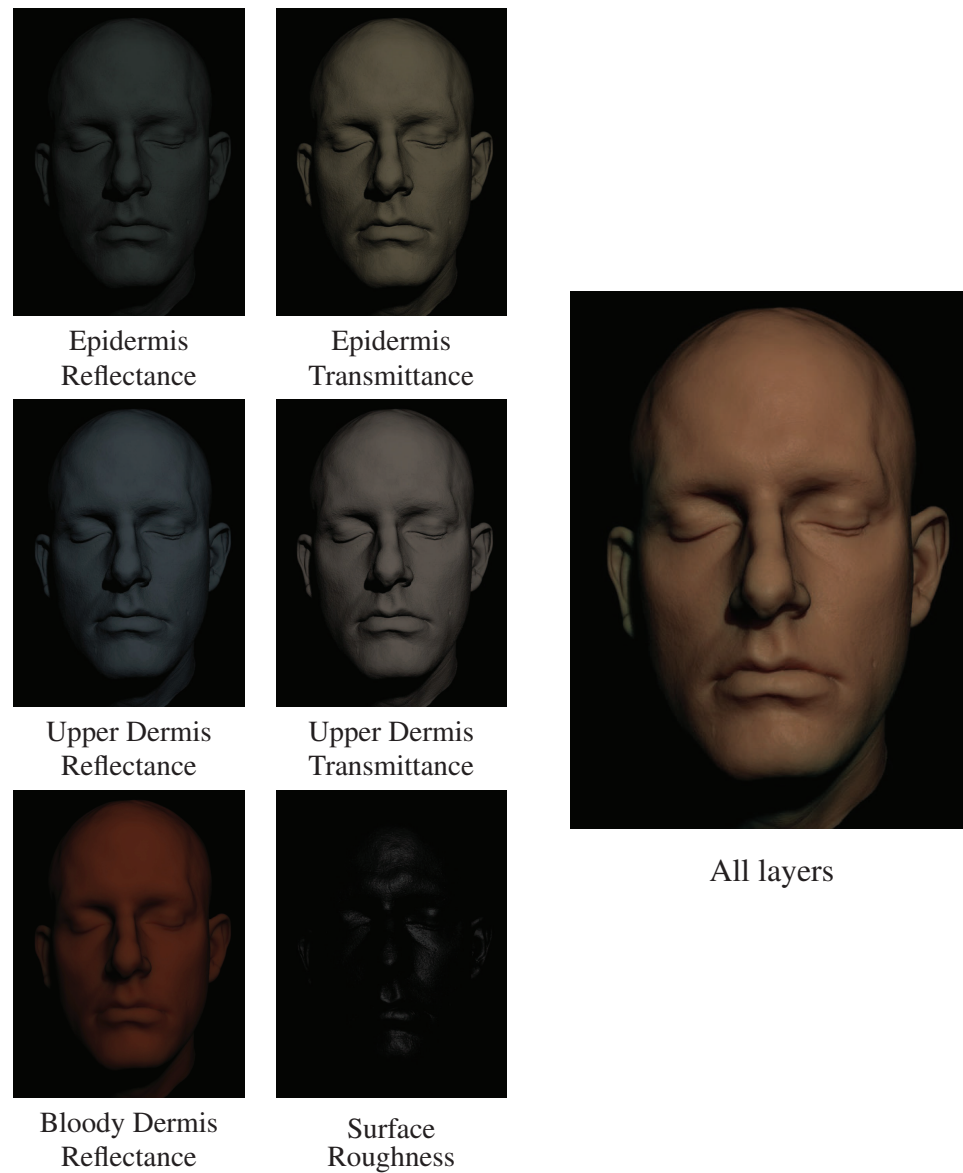 Epidermis
Reflectance
Epidermis
Transmittance
Upper Dermis
Reflectance
Upper Dermis
Transmittance
All layers
Bloody Dermis
Reflectance
Surface
Roughness